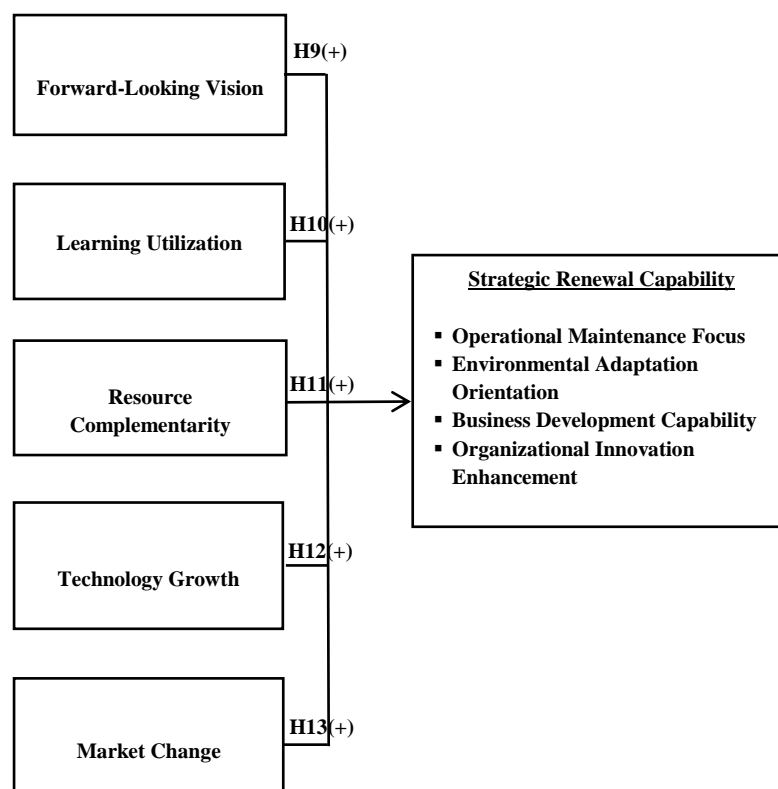 H9(+)
Forward-Looking Vision
H10(+)
Learning Utilization
H11(+)
Resource
Complementarity
H12(+)
Technology Growth
H13(+)
Market Change
Strategic Renewal Capability
▪ Operational Maintenance Focus
▪ Environmental Adaptation
Orientation
▪ Business Development Capability
▪ Organizational Innovation
Enhancement